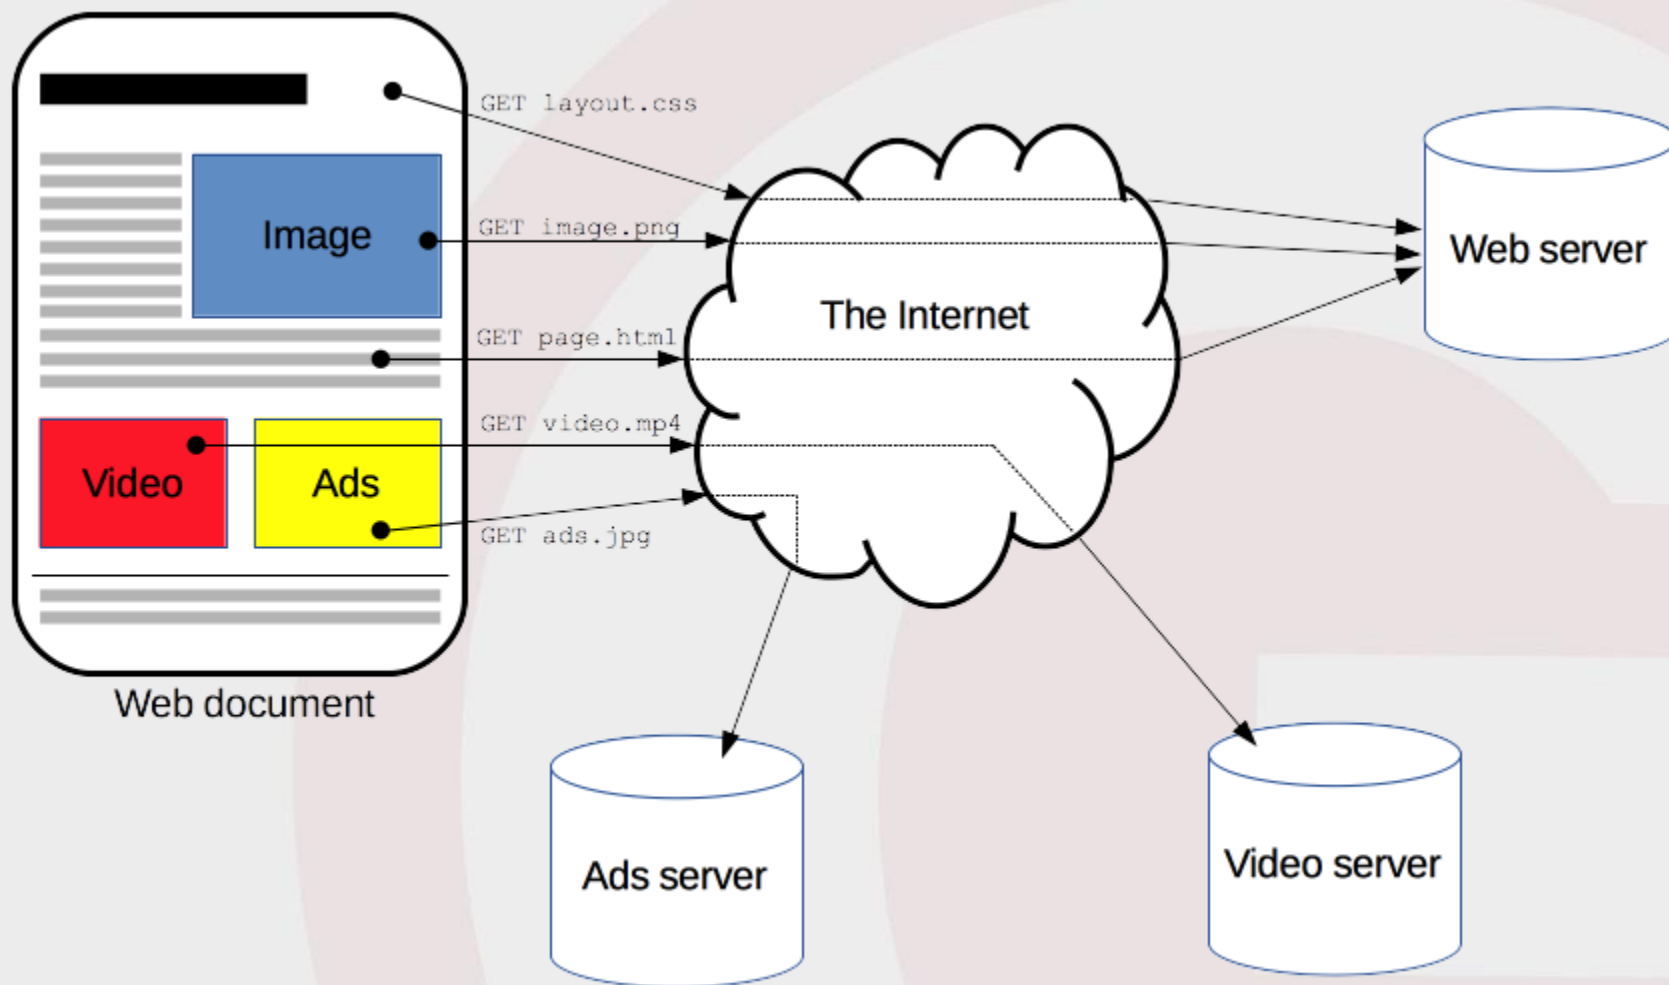 GET layout.css
Image
GET image.png
Web server
The Internet
GET page.html
GET video.mp4
Video
Ads
GET ads.jpg
Web document
Ads server
Video server